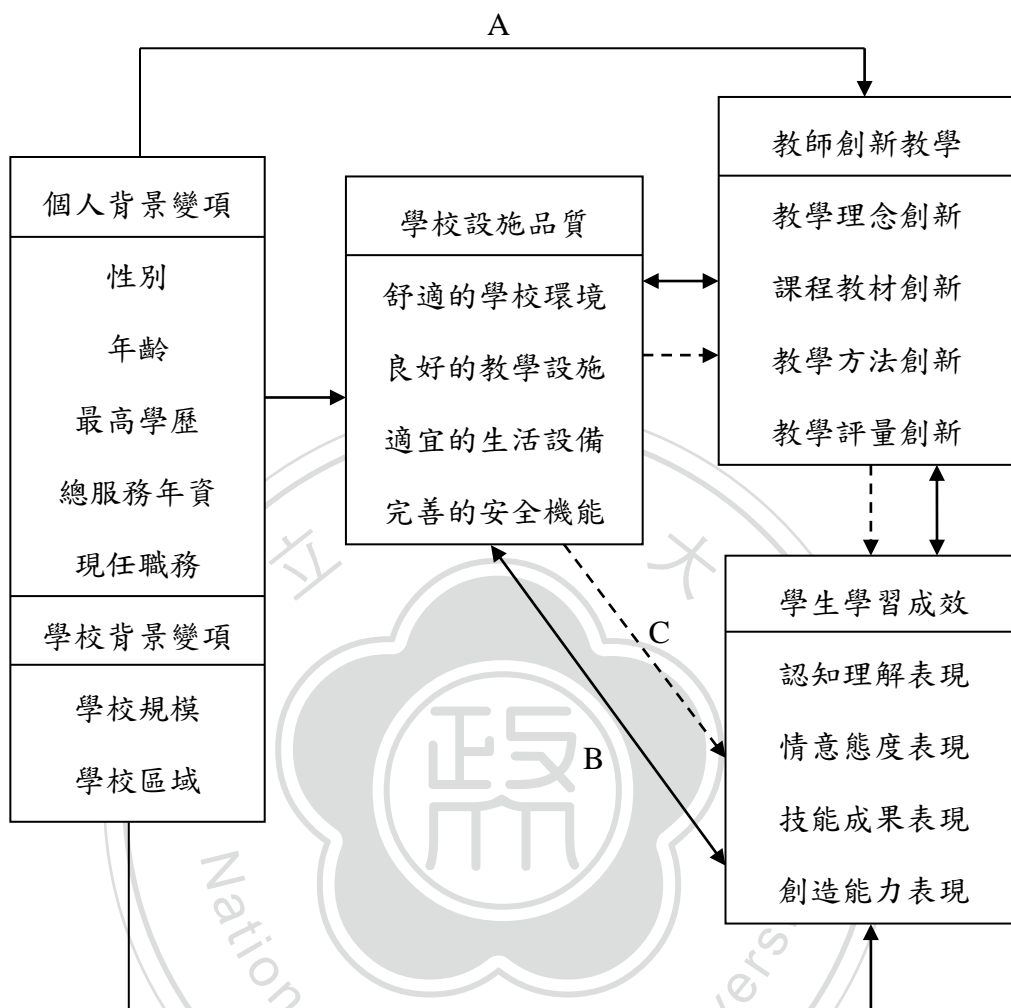 A
個人背景變項
性別
年齡
最高學歷
總服務年資
現任職務
學校背景變項
學校規模
學校區域
學校設施品質
舒適的學校環境
良好的教學設施
適宜的生活設備
完善的安全機能
教師創新教學
教學理念創新
課程教材創新
教學方法創新
教學評量創新
C
B
學生學習成效
認知理解表現
情意態度表現
技能成果表現
創造能力表現
立
大
政
Nation
vers